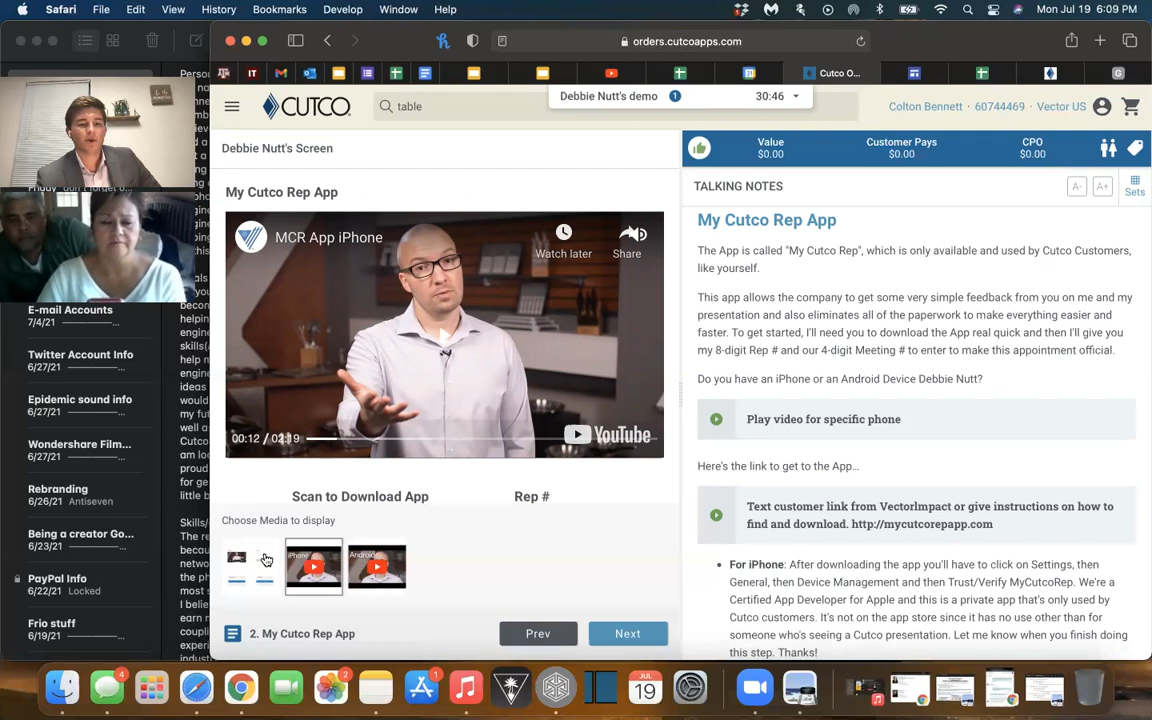 Safari File Edit View History Bookmarks Develop Window Help
Mon Jul 19 6:09 PM
orders.cutcoapps.com
IT
Cutco O...
G
CUTCO
table
Debbie Nutt's demo 1 30:46
Colton Bennett · 60744469 · Vector US
Debbie Nutt's Screen
My Cutco Rep App
MCR App iPhone
Watch later
Share
00:12 / 02:19
YouTube
Scan to Download App
Rep #
Choose Media to display
iPhone
Android
2. My Cutco Rep App
Prev
Next
Value
$0.00
Customer Pays
$0.00
CPO
$0.00
TALKING NOTES
A-
A+
Sets
My Cutco Rep App
The App is called "My Cutco Rep", which is only available and used by Cutco Customers,
like yourself.
This app allows the company to get some very simple feedback from you on me and my
presentation and also eliminates all of the paperwork to make everything easier and
faster. To get started, I'll need you to download the App real quick and then I'll give you
my 8-digit Rep # and our 4-digit Meeting # to enter to make this appointment official.
Do you have an iPhone or an Android Device Debbie Nutt?
Play video for specific phone
Here's the link to get to the App...
Text customer link from VectorImpact or give instructions on how to
find and download. http://mycutcorepapp.com
• For iPhone: After downloading the app you'll have to click on Settings, then
General, then Device Management and then Trust/Verify MyCutcoRep. We're a
Certified App Developer for Apple and this is a private app that's only used by
Cutco customers. It's not on the app store since it has no use other than for
someone who's seeing a Cutco presentation. Let me know when you finish doing
this step. Thanks!
E-mail Accounts
7/4/21
Twitter Account Info
6/27/21
Epidemic sound info
6/27/21
Wondershare Film...
6/27/21
Rebranding
6/26/21 Antiseven
Being a creator Go...
6/23/21
PayPal Info
6/22/21 Locked
Frio stuff
6/19/21
4
2
1
JUL
19